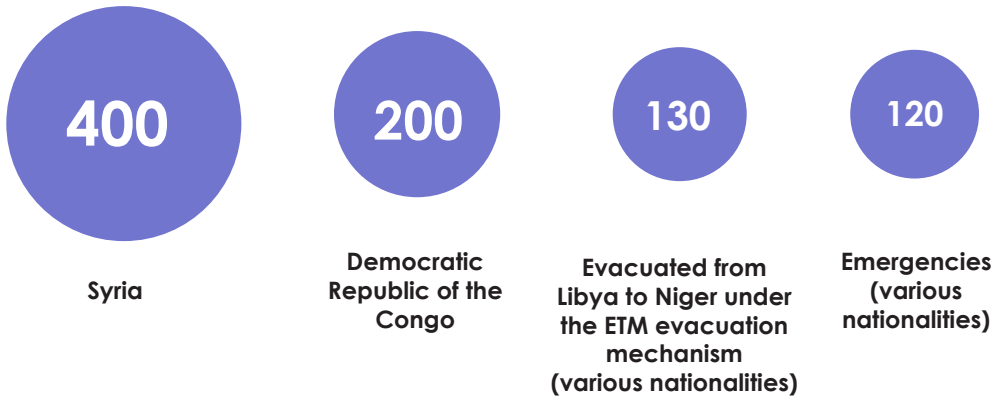 400
Syria
200
Democratic
Republic of the
Congo
130
Evacuated from
Libya to Niger under
the ETM evacuation
mechanism
(various nationalities)
120
Emergencies
(various
nationalities)